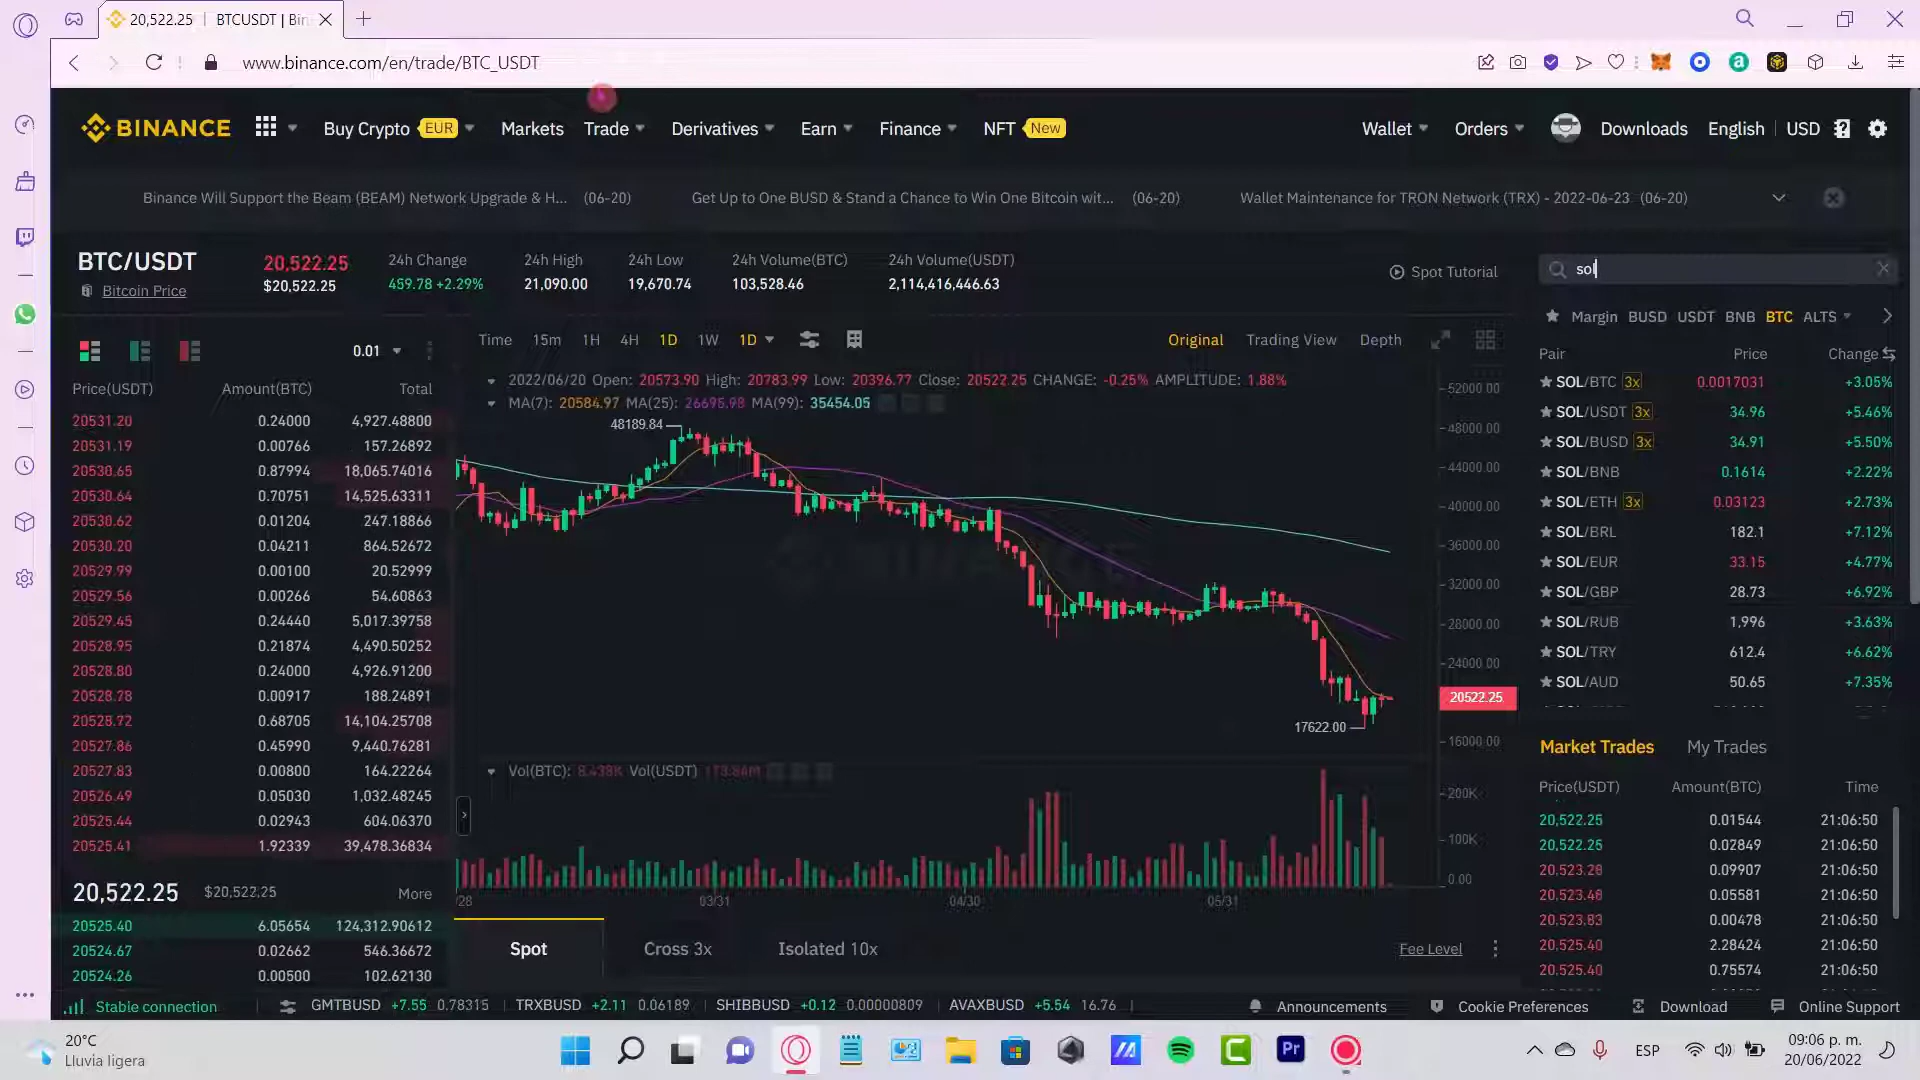 20,522.25 | BTCUSDT | Bin
www.binance.com/en/trade/BTC_USDT
BINANCE Buy Crypto EUR Markets Trade Derivatives Earn Finance NFT New Wallet Orders Downloads English USD
Binance Will Support the Beam (BEAM) Network Upgrade & H... (06-20) Get Up to One BUSD & Stand a Chance to Win One Bitcoin wit... (06-20) Wallet Maintenance for TRON Network (TRX) - 2022-06-23 (06-20)
BTC/USDT
Bitcoin Price
20,522.25
$20,522.25
24h Change
459.78 +2.29%
24h High
21,090.00
24h Low
19,670.74
24h Volume(BTC)
103,528.46
24h Volume(USDT)
2,114,416,446.63
Spot Tutorial
0.01
Price(USDT) Amount(BTC) Total
20531.20 0.24000 4,927.48800
20531.19 0.00766 157.26892
20530.65 0.87994 18,065.74016
20530.64 0.70751 14,525.63311
20530.62 0.01204 247.18866
20530.20 0.04211 864.52672
20529.99 0.00100 20.52999
20529.56 0.00266 54.60863
20529.45 0.24440 5,017.39758
20528.95 0.21874 4,490.50252
20528.80 0.24000 4,926.91200
20528.78 0.00917 188.24891
20528.72 0.68705 14,104.25708
20527.86 0.45990 9,440.76281
20527.83 0.00800 164.22264
20526.49 0.05030 1,032.48245
20525.44 0.02943 604.06370
20525.41 1.92339 39,478.36834
20,522.25 $20,522.25 More
20525.40 6.05654 124,312.90612
20524.67 0.02662 546.36672
20524.26 0.00500 102.62130
Time 15m 1H 4H 1D 1W 1D Original Trading View Depth
2022/06/20 Open: 20573.90 High: 20783.99 Low: 20396.77 Close: 20522.25 CHANGE: -0.25% AMPLITUDE: 1.88%
MA(7): 20584.97 MA(25): 26695.98 MA(99): 35454.05
48189.84
17622.00
52000.00
48000.00
44000.00
40000.00
36000.00
32000.00
28000.00
24000.00
20522.25
16000.00
Vol(BTC): 8.438K Vol(USDT) 173.84m
200K
100K
0.00
/28 03/31 04/30 05/31
Spot Cross 3x Isolated 10x Fee Level
sol
Margin BUSD USDT BNB BTC ALTS
Pair Price Change
SOL/BTC 3x 0.0017031 +3.05%
SOL/USDT 3x 34.96 +5.46%
SOL/BUSD 3x 34.91 +5.50%
SOL/BNB 0.1614 +2.22%
SOL/ETH 3x 0.03123 +2.73%
SOL/BRL 182.1 +7.12%
SOL/EUR 33.15 +4.77%
SOL/GBP 28.73 +6.92%
SOL/RUB 1,996 +3.63%
SOL/TRY 612.4 +6.62%
SOL/AUD 50.65 +7.35%
Market Trades My Trades
Price(USDT) Amount(BTC) Time
20,522.25 0.01544 21:06:50
20,522.25 0.02849 21:06:50
20,523.28 0.09907 21:06:50
20,523.48 0.05581 21:06:50
20,523.83 0.00478 21:06:50
20,525.40 2.28424 21:06:50
20,525.40 0.75574 21:06:50
Stable connection GMTBUSD +7.55 0.78315 TRXBUSD +2.11 0.06189 SHIBBUSD +0.12 0.00000809 AVAXBUSD +5.54 16.76 Announcements Cookie Preferences Download Online Support
20°C
Lluvia ligera
Pr
ESP
09:06 p. m.
20/06/2022